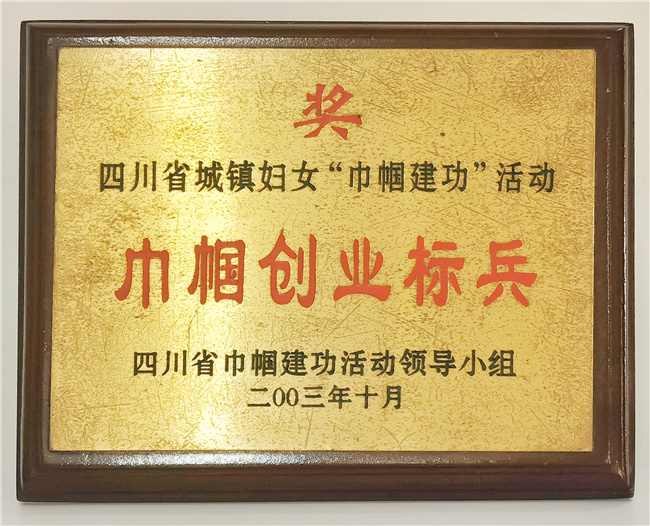 奖
四川省城镇妇女“巾帼建功”活动
巾帼创业标兵
四川省巾帼建功活动领导小组
二00三年十月